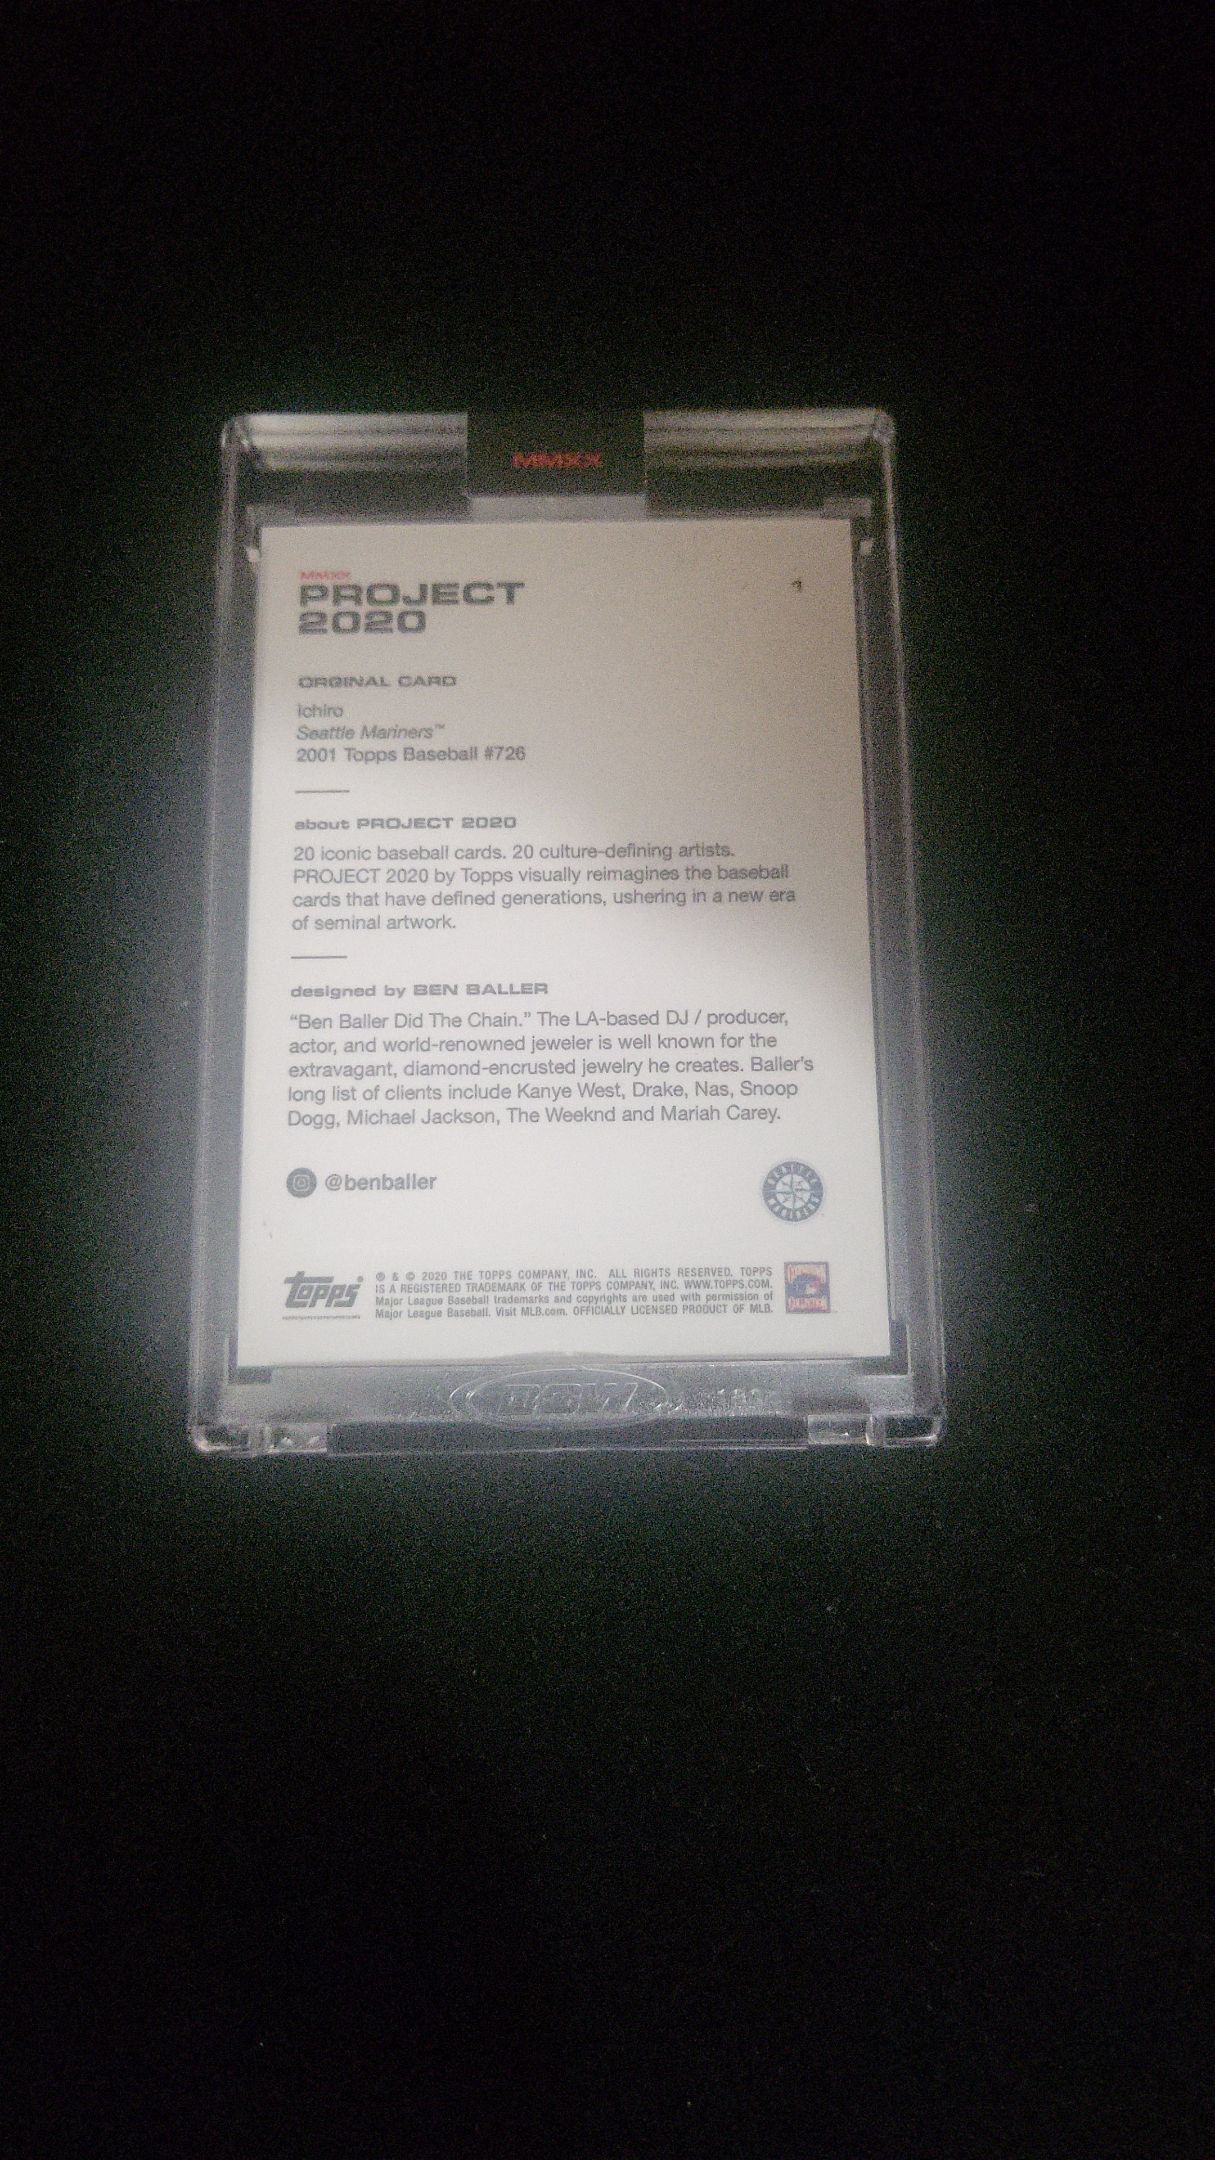 MMXX
MMXX
1
PROJECT
2020
ORGINAL CARD
Ichiro
Seattle Mariners™
2001 Topps Baseball #726
about PROJECT 2020
20 iconic baseball cards. 20 culture-defining artists.
PROJECT 2020 by Topps visually reimagines the baseball
cards that have defined generations, ushering in a new era
of seminal artwork.
designed by BEN BALLER
“Ben Baller Did The Chain.” The LA-based DJ / producer,
actor, and world-renowned jeweler is well known for the
extravagant, diamond-encrusted jewelry he creates. Baller's
long list of clients include Kanye West, Drake, Nas, Snoop
Dogg, Michael Jackson, The Weeknd and Mariah Carey.
@benballer
topps
® & © 2020 THE TOPPS COMPANY, INC. ALL RIGHTS RESERVED. TOPPS
IS A REGISTERED TRADEMARK OF THE TOPPS COMPANY, INC. WWW.TOPPS.COM.
Major League Baseball trademarks and copyrights are used with permission of
Major League Baseball. Visit MLB.com. OFFICIALLY LICENSED PRODUCT OF MLB.
BCW